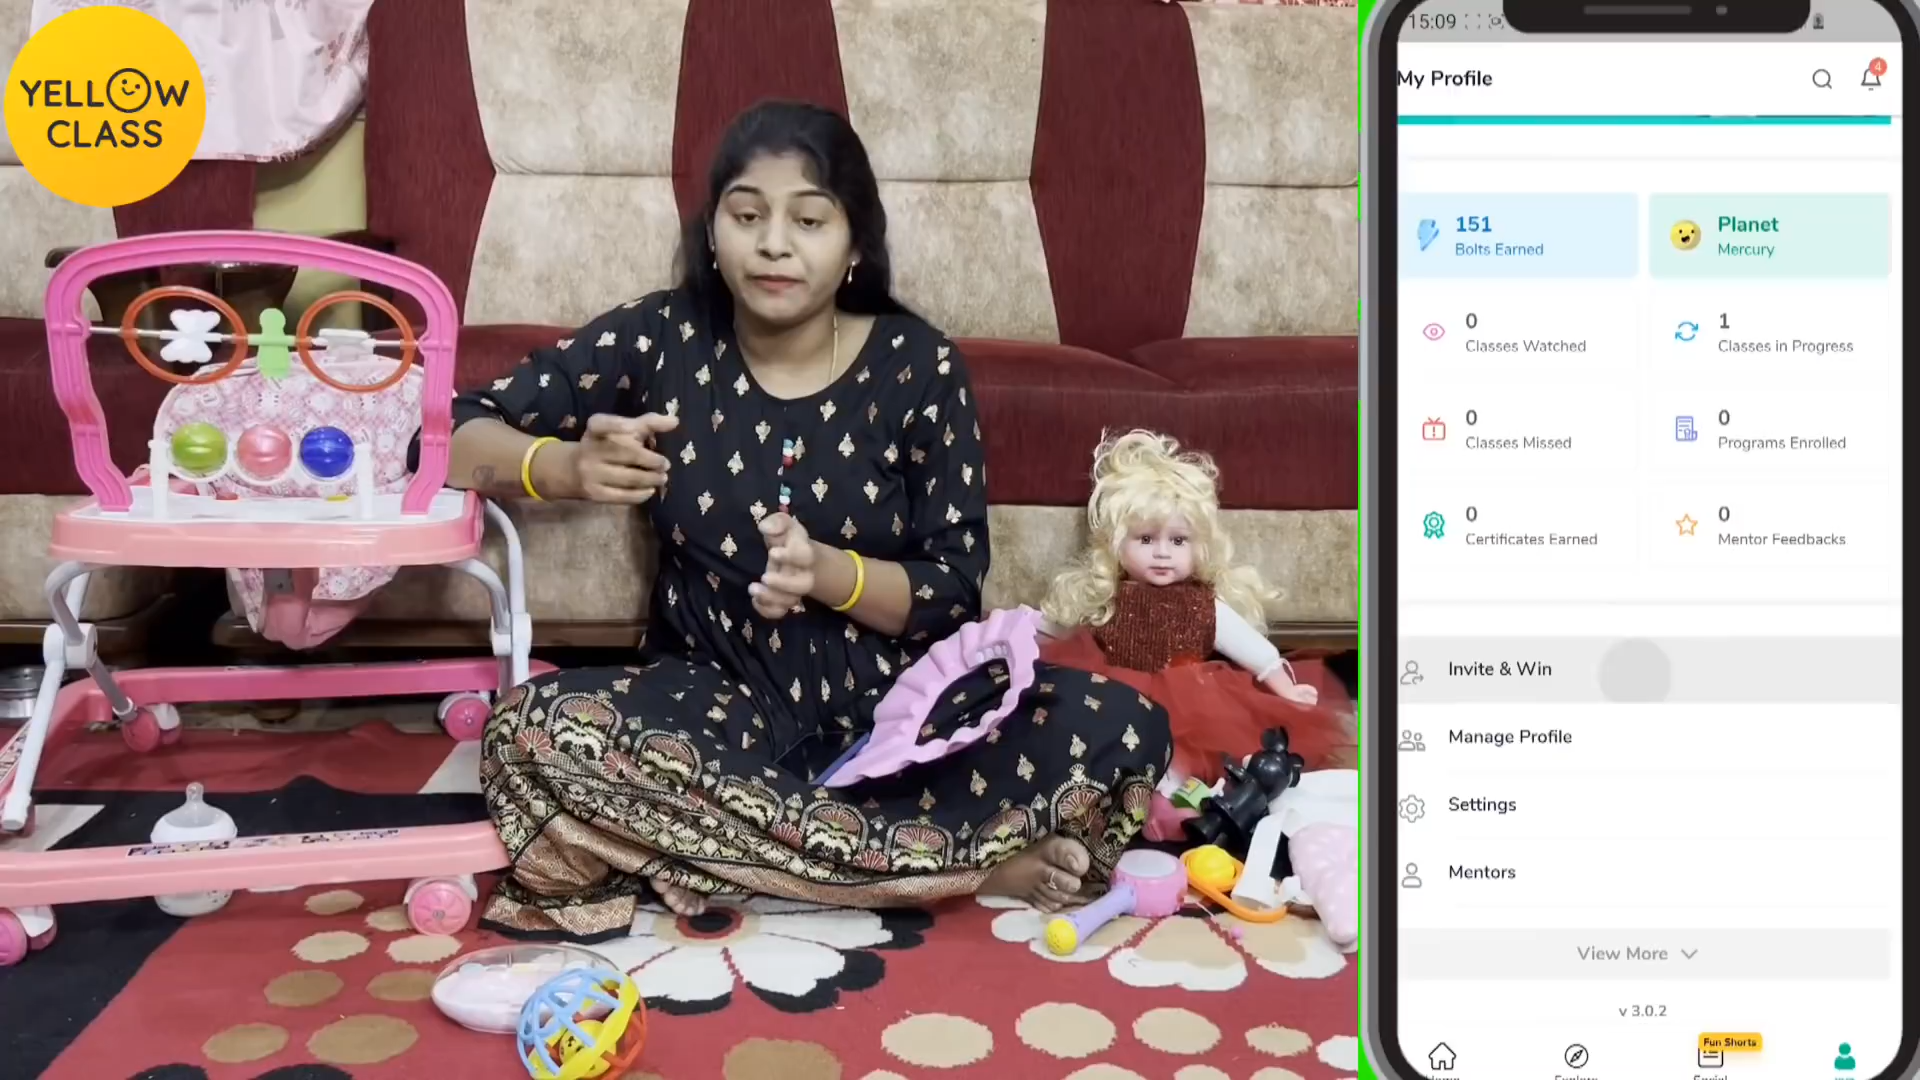 YELLOW
CLASS
15:09
My Profile
4
151
Bolts Earned
Planet
Mercury
0
Classes Watched
1
Classes in Progress
0
Classes Missed
0
Programs Enrolled
0
Certificates Earned
0
Mentor Feedbacks
Invite & Win
Manage Profile
Settings
Mentors
View More
v 3.0.2
Fun Shorts